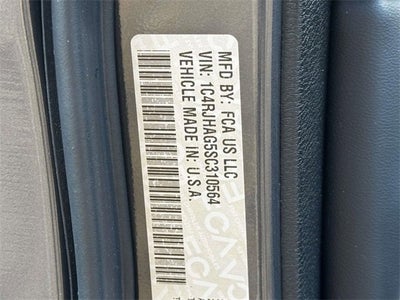 MFD BY: FCA US LLC
VIN: 1C4RJHAG5SC310564
VEHICLE MADE IN: U.S.A.